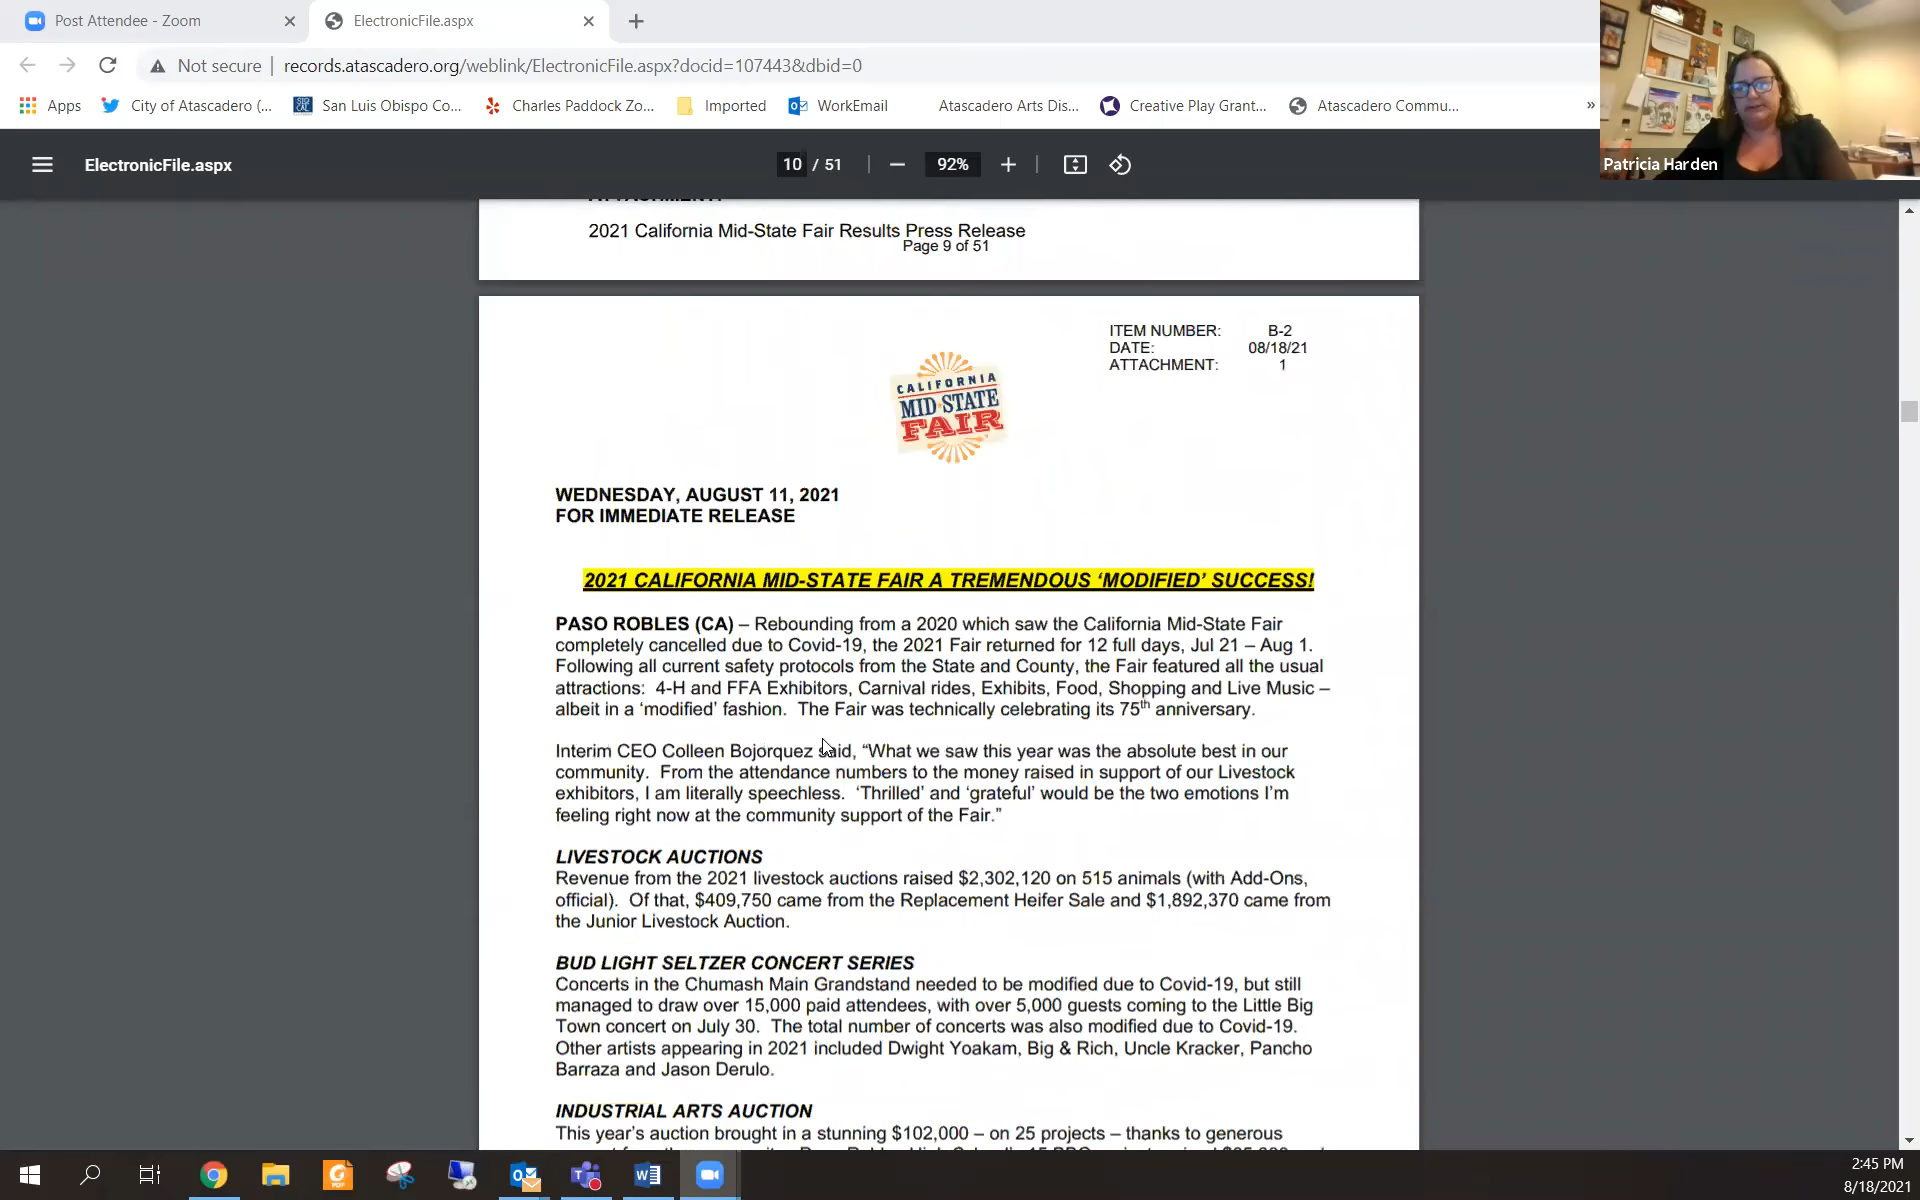 Post Attendee - Zoom
ElectronicFile.aspx
Not secure
records.atascadero.org/weblink/ElectronicFile.aspx?docid=107443&dbid=0
Apps
City of Atascadero (...
San Luis Obispo Co...
Charles Paddock Zo...
Imported
WorkEmail
Atascadero Arts Dis...
Creative Play Grant...
Atascadero Commu...
»
Patricia Harden
ElectronicFile.aspx
10 / 51
92%
2021 California Mid-State Fair Results Press Release
Page 9 of 51
ITEM NUMBER: B-2
DATE: 08/18/21
ATTACHMENT: 1
CALIFORNIA
MID-STATE
FAIR
WEDNESDAY, AUGUST 11, 2021
FOR IMMEDIATE RELEASE
2021 CALIFORNIA MID-STATE FAIR A TREMENDOUS ‘MODIFIED’ SUCCESS!
PASO ROBLES (CA) – Rebounding from a 2020 which saw the California Mid-State Fair
completely cancelled due to Covid-19, the 2021 Fair returned for 12 full days, Jul 21 – Aug 1.
Following all current safety protocols from the State and County, the Fair featured all the usual
attractions: 4-H and FFA Exhibitors, Carnival rides, Exhibits, Food, Shopping and Live Music –
albeit in a ‘modified’ fashion. The Fair was technically celebrating its 75th anniversary.
Interim CEO Colleen Bojorquez said, “What we saw this year was the absolute best in our
community. From the attendance numbers to the money raised in support of our Livestock
exhibitors, I am literally speechless. ‘Thrilled’ and ‘grateful’ would be the two emotions I’m
feeling right now at the community support of the Fair.”
LIVESTOCK AUCTIONS
Revenue from the 2021 livestock auctions raised $2,302,120 on 515 animals (with Add-Ons,
official). Of that, $409,750 came from the Replacement Heifer Sale and $1,892,370 came from
the Junior Livestock Auction.
BUD LIGHT SELTZER CONCERT SERIES
Concerts in the Chumash Main Grandstand needed to be modified due to Covid-19, but still
managed to draw over 15,000 paid attendees, with over 5,000 guests coming to the Little Big
Town concert on July 30. The total number of concerts was also modified due to Covid-19.
Other artists appearing in 2021 included Dwight Yoakam, Big & Rich, Uncle Kracker, Pancho
Barraza and Jason Derulo.
INDUSTRIAL ARTS AUCTION
This year’s auction brought in a stunning $102,000 – on 25 projects – thanks to generous
2:45 PM
8/18/2021